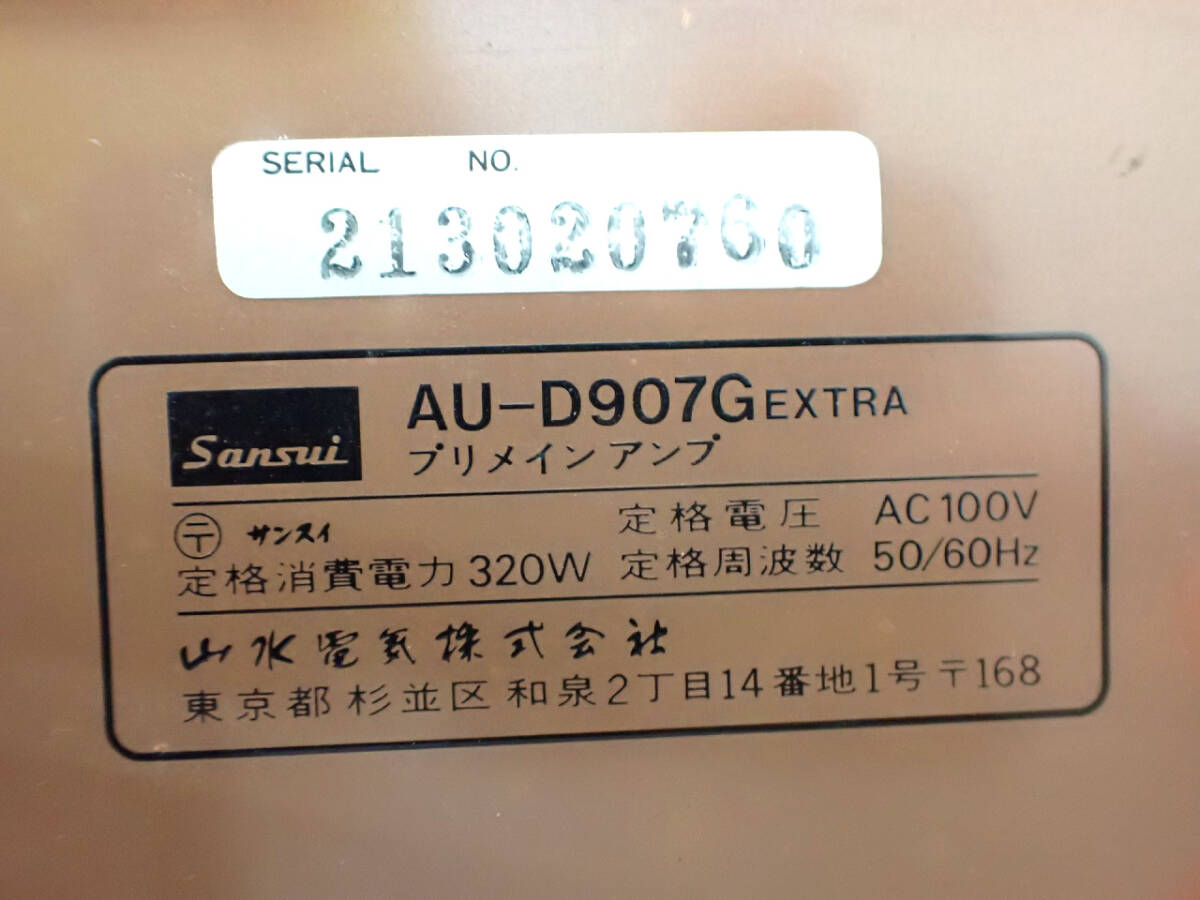 SERIAL NO.
213020760
Sansui
AU-D907G EXTRA
プリメインアンプ
〒 サンスイ 定格電圧 AC 100V
定格消費電力 320W 定格周波数 50/60Hz
山水電気株式会社
東京都杉並区和泉2丁目14番地1号〒168